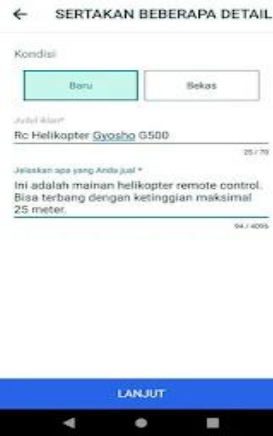 SERTAKAN BEBERAPA DETAIL
Kondisi
Baru
Bekas
Judul iklan*
Rc Helikopter Gyosho G500
25 / 70
Jelaskan apa yang Anda jual *
Ini adalah mainan helikopter remote control.
Bisa terbang dengan ketinggian maksimal
25 meter.
94 / 4096
LANJUT